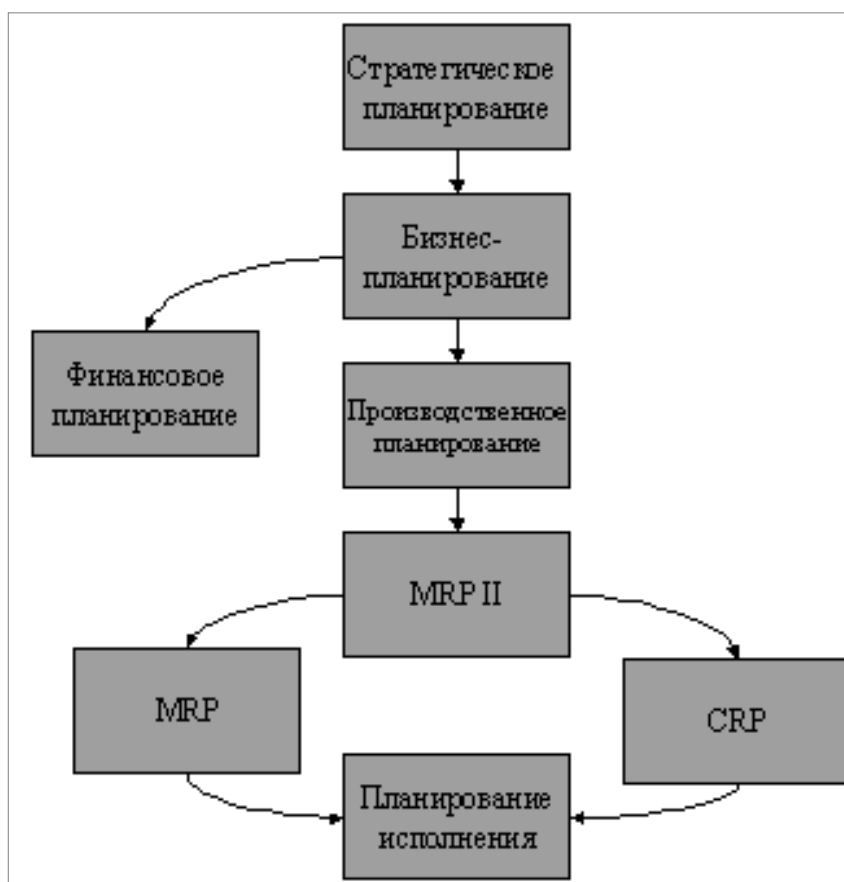 Стратегическое
планирование
Бизнес-
планирование
Финансовое
планирование
Производственное
планирование
MRP II
MRP
CRP
Планирование
исполнения